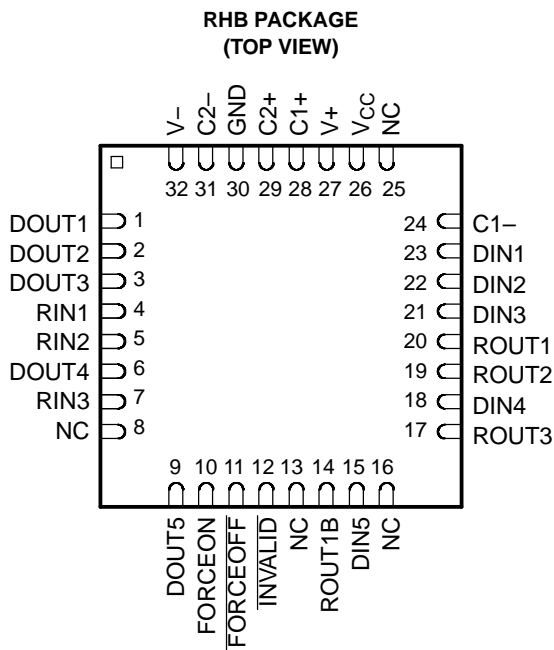 RHB PACKAGE
(TOP VIEW)
V–
C2–
GND
C2+
C1+
V+
VCC
NC
32 31 30 29 28 27 26 25
DOUT1 1
DOUT2 2
DOUT3 3
RIN1 4
RIN2 5
DOUT4 6
RIN3 7
NC 8
24 C1–
23 DIN1
22 DIN2
21 DIN3
20 ROUT1
19 ROUT2
18 DIN4
17 ROUT3
9 10 11 12 13 14 15 16
DOUT5
FORCEON
FORCEOFF
INVALID
NC
ROUT1B
DIN5
NC